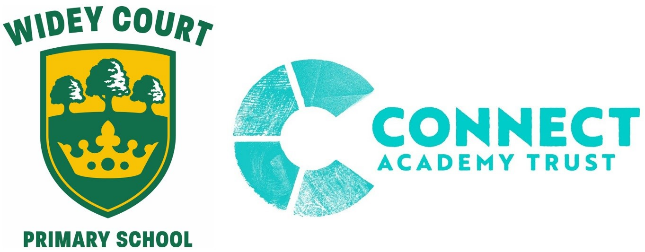 WIDEY COURT
PRIMARY SCHOOL
CONNECT
ACADEMY TRUST